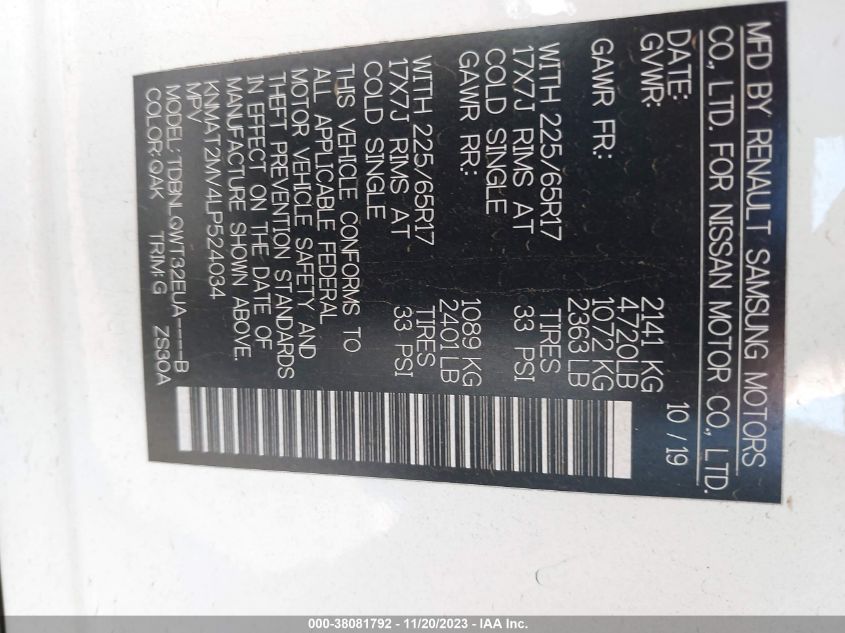 MFD BY RENAULT SAMSUNG MOTORS
CO., LTD. FOR NISSAN MOTOR CO., LTD.
DATE: 10 / 19
GVWR: 2141 KG
4720LB
GAWR FR: 1072 KG
2363 LB
WITH 225/65R17 TIRES
17X7J RIMS AT 33 PSI
COLD SINGLE
GAWR RR: 1089 KG
2401 LB
WITH 225/65R17 TIRES
17X7J RIMS AT 33 PSI
COLD SINGLE
THIS VEHICLE CONFORMS TO
ALL APPLICABLE FEDERAL
MOTOR VEHICLE SAFETY AND
THEFT PREVENTION STANDARDS
IN EFFECT ON THE DATE OF
MANUFACTURE SHOWN ABOVE.
KNMAT2MV4LP524034
MPV
MODEL: TDBNLQWT32EUA----B
COLOR: QAK TRIM: G ZS30A
000-38081792 - 11/20/2023 - IAA Inc.